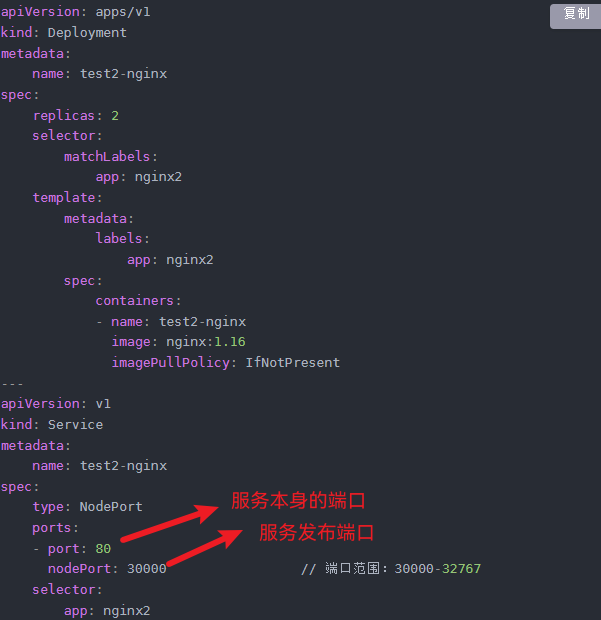 复制
apiVersion: apps/v1
kind: Deployment
metadata:
    name: test2-nginx
spec:
    replicas: 2
    selector:
        matchLabels:
            app: nginx2
    template:
        metadata:
            labels:
                app: nginx2
        spec:
            containers:
            - name: test2-nginx
              image: nginx:1.16
              imagePullPolicy: IfNotPresent
---
apiVersion: v1
kind: Service
metadata:
    name: test2-nginx
spec:
    type: NodePort
服务本身的端口
    ports:
服务发布端口
    - port: 80
      nodePort: 30000                 // 端口范围：30000-32767
    selector:
        app: nginx2